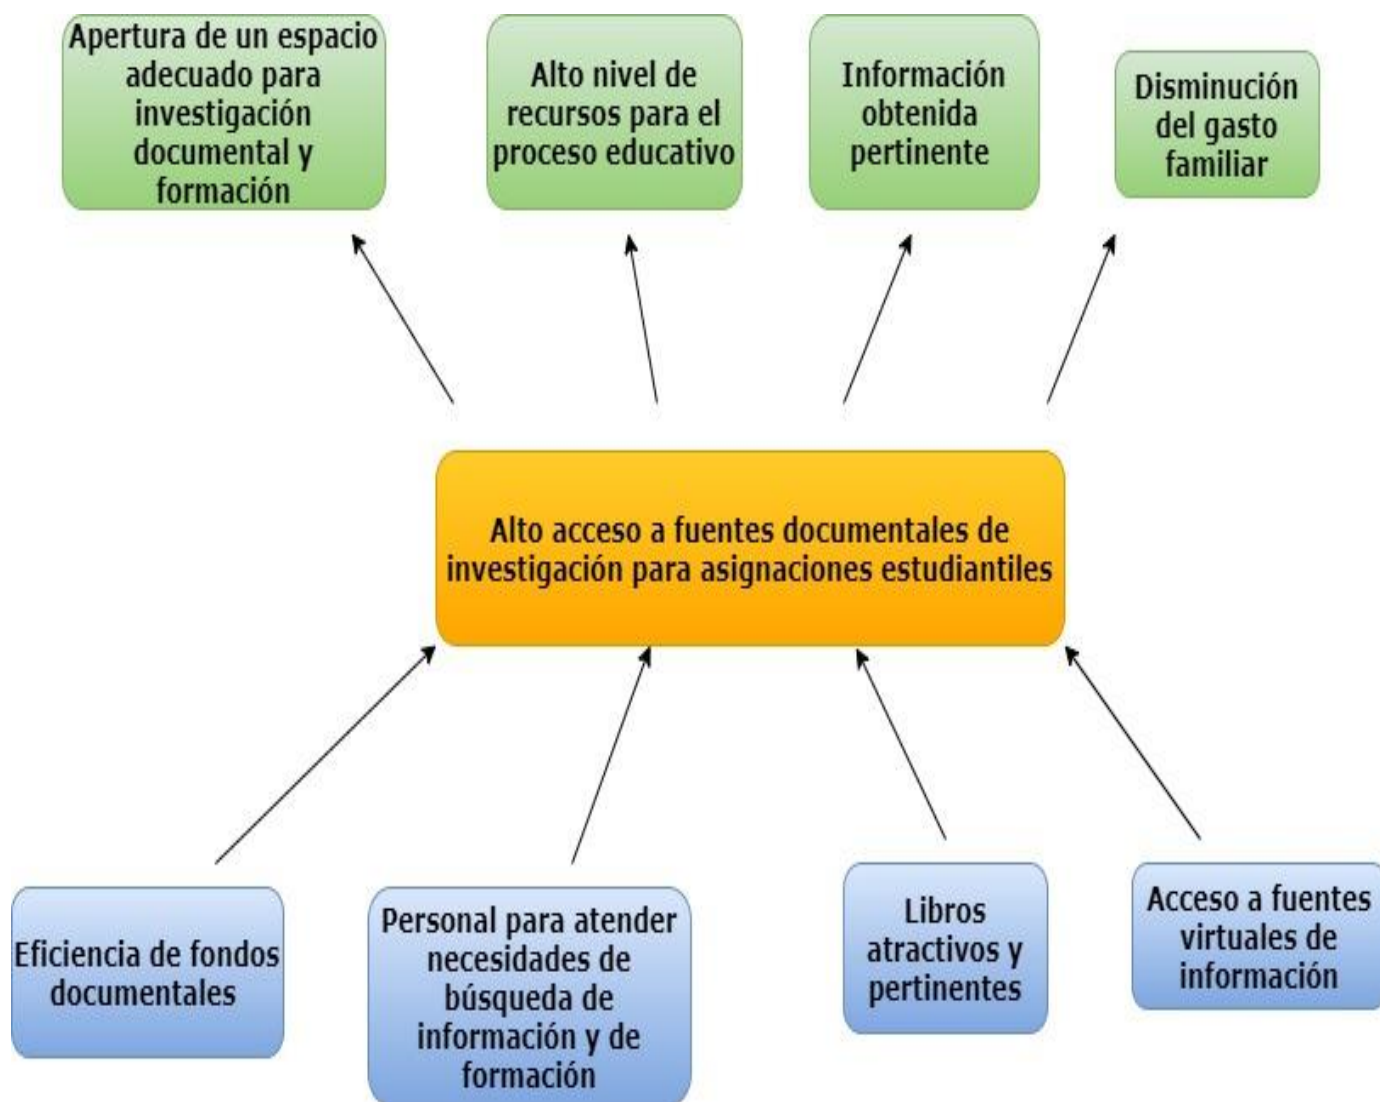 Apertura de un espacio
adecuado para
investigación
documental y
formación
Alto nivel de
recursos para el
proceso educativo
Información
obtenida
pertinente
Disminución
del gasto
familiar
Alto acceso a fuentes documentales de
investigación para asignaciones estudiantiles
Eficiencia de fondos
documentales
Personal para atender
necesidades de
búsqueda de
información y de
formación
Libros
atractivos y
pertinentes
Acceso a fuentes
virtuales de
información